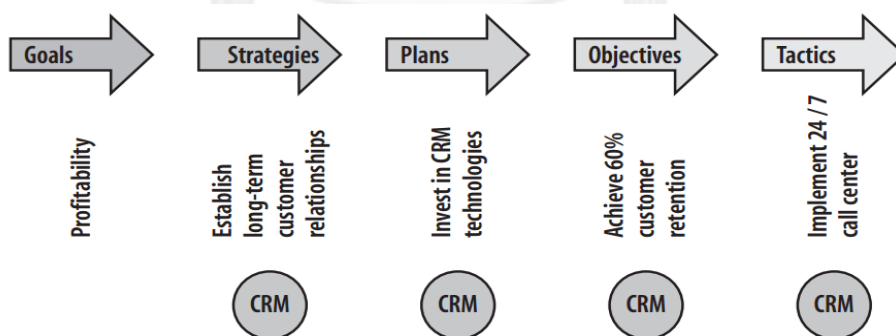 Goals
Strategies
Plans
Objectives
Tactics
Profitability
Establish
long-term
customer
relationships
Invest in CRM
technologies
Achieve 60%
customer
retention
Implement 24 / 7
call center
CRM
CRM
CRM
CRM